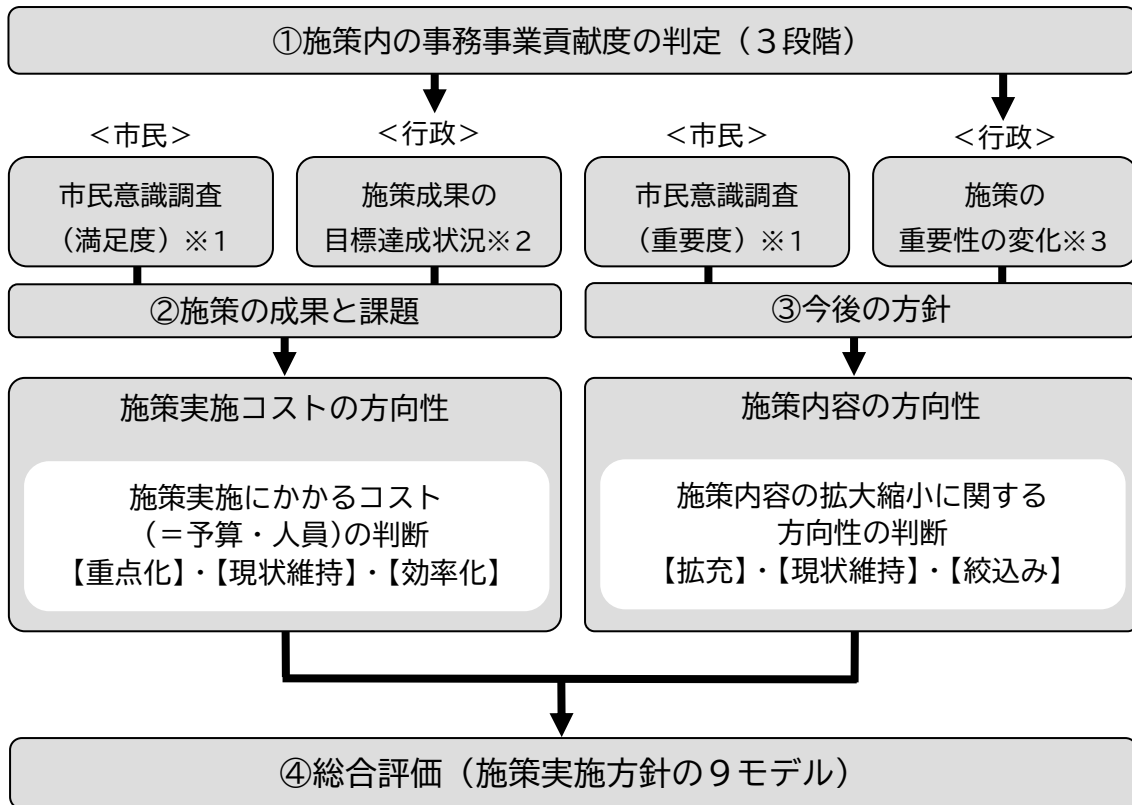 ①施策内の事務事業貢献度の判定（３段階）
＜市民＞
＜行政＞
＜市民＞
＜行政＞
市民意識調査
（満足度）※１
施策成果の
目標達成状況※２
市民意識調査
（重要度）※１
施策の
重要性の変化※３
②施策の成果と課題
③今後の方針
施策実施コストの方向性
施策実施にかかるコスト
（＝予算・人員）の判断
【重点化】・【現状維持】・【効率化】
施策内容の方向性
施策内容の拡大縮小に関する
方向性の判断
【拡充】・【現状維持】・【絞込み】
④総合評価（施策実施方針の９モデル）